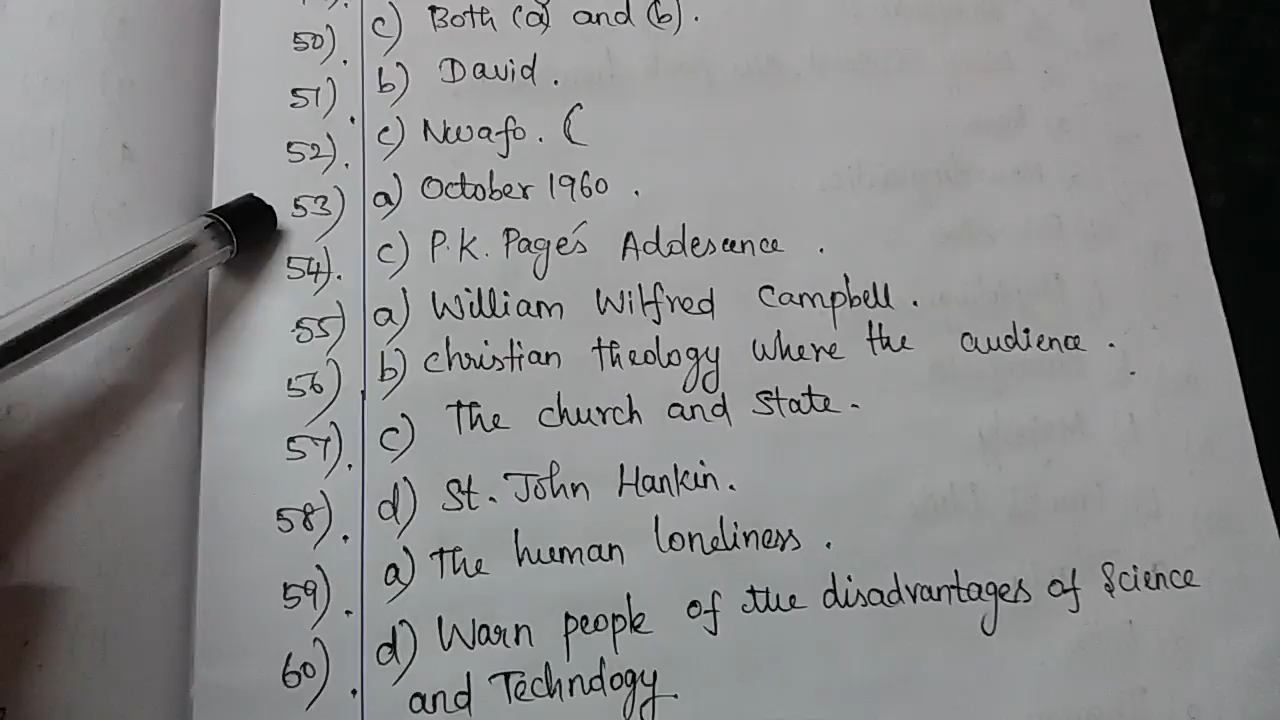 50). c) Both (a) and (b).
51). b) David.
52). c) Nwafo. (
53) a) October 1960.
54). c) P.K. Page's Addesence.
55) a) William Wilfred Campbell.
56) b) christian theology where the audience.
57). c) The church and state.
58). d) St. John Hankin.
59). a) The human loneliness.
60). d) Warn people of the disadvantages of Science
and Technology.